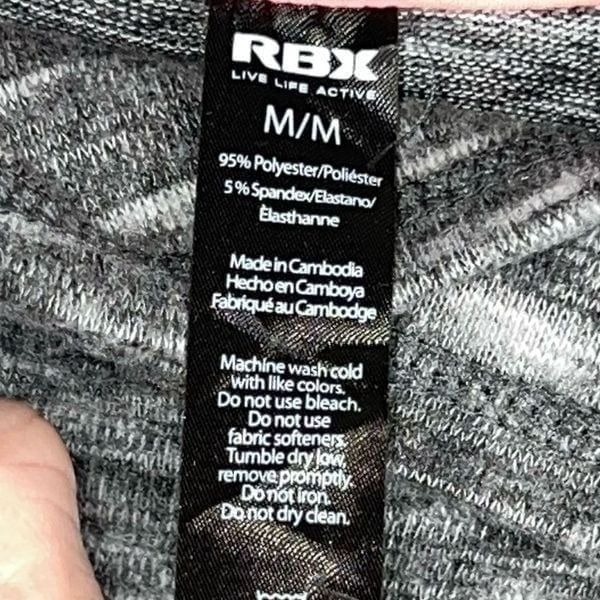 RBX
LIVE LIFE ACTIVE
M/M
95% Polyester/Poliéster
5% Spandex/Elastano/
Élasthanne
Made in Cambodia
Hecho en Camboya
Fabriqué au Cambodge
Machine wash cold
with like colors.
Do not use bleach.
Do not use
fabric softeners.
Tumble dry low,
remove promptly.
Do not iron.
Do not dry clean.